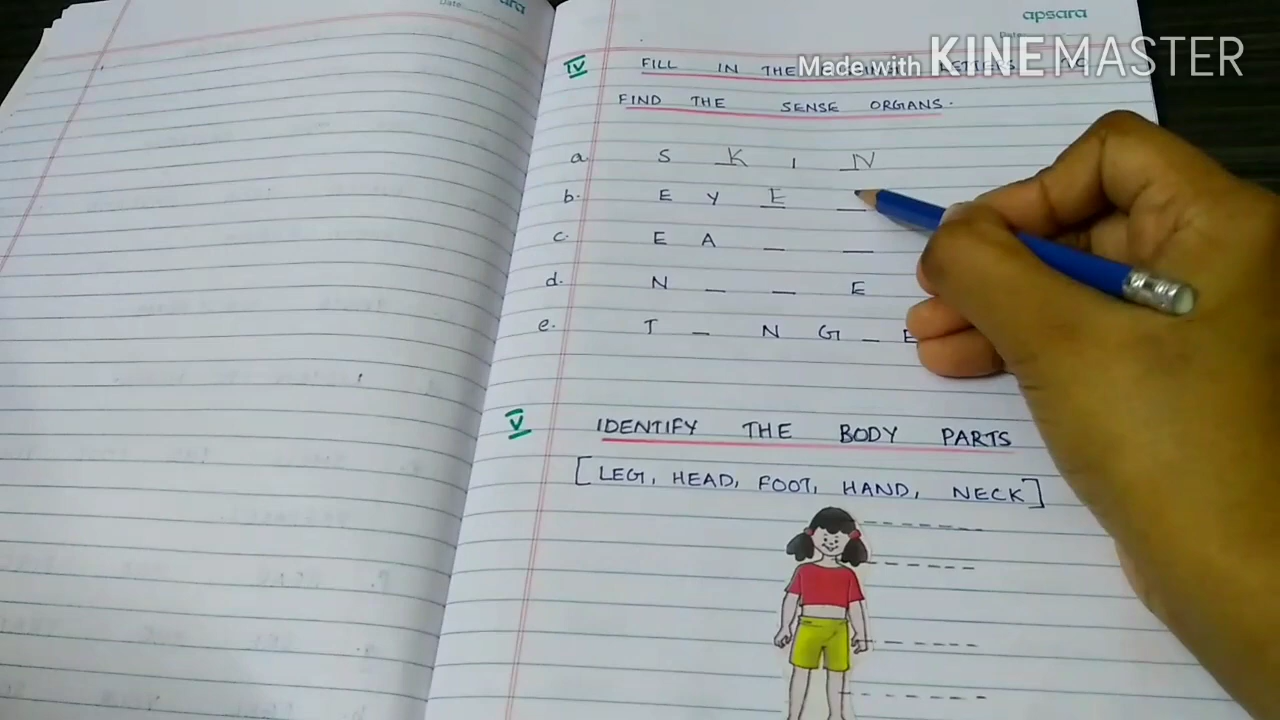 apsara
Date:
Made with KINEMASTER
IV FILL IN THE
FIND THE SENSE ORGANS.
a. S K I N
b. E Y E _
c. E A _ _
d. N _ _ E
e. T _ N G _ E
V IDENTIFY THE BODY PARTS
[LEG, HEAD, FOOT, HAND, NECK]